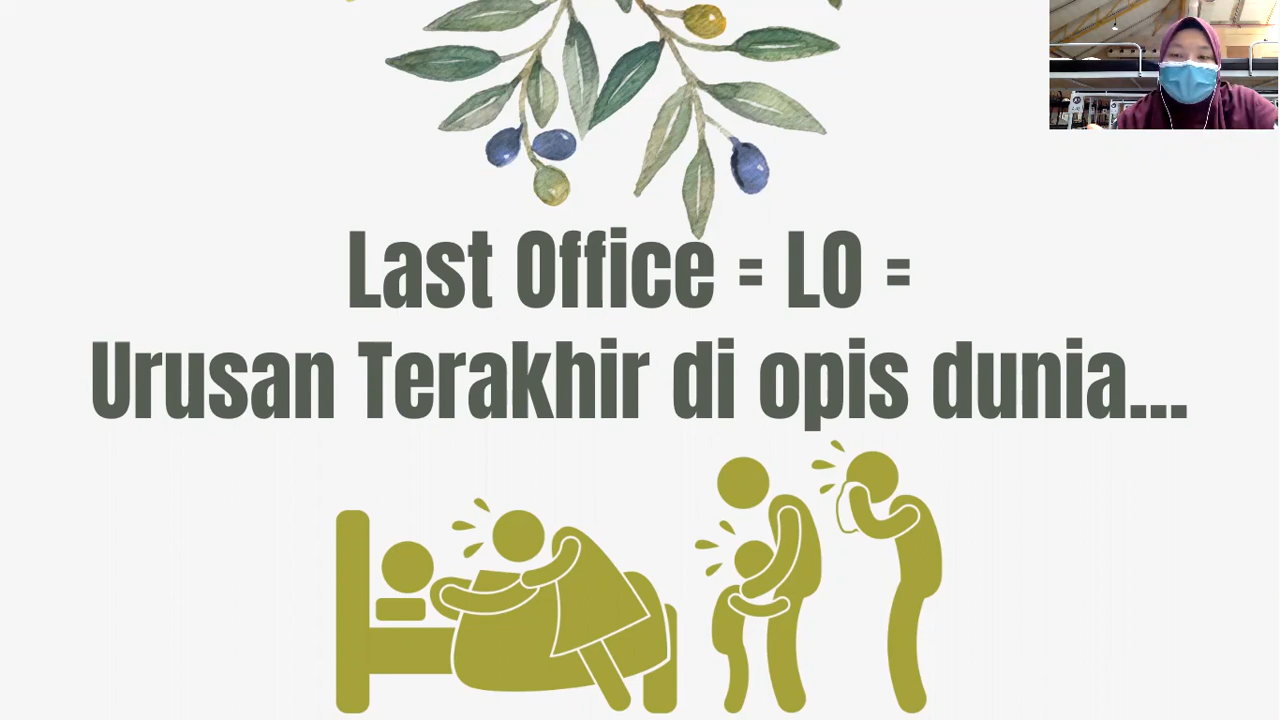 Last Office = LO =
Urusan Terakhir di opis dunia...